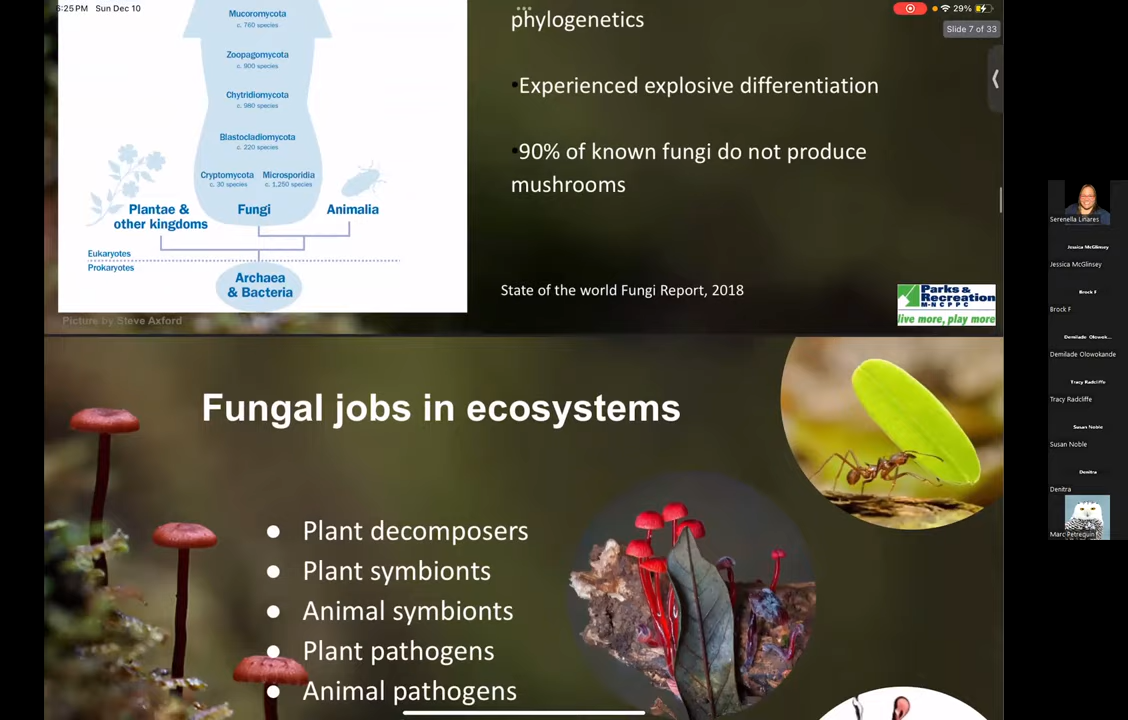 6:25PM Sun Dec 10
29%
Slide 7 of 33
Mucoromycota
c. 760 species
Zoopagomycota
c. 900 species
Chytridiomycota
c. 980 species
Blastocladiomycota
c. 220 species
Cryptomycota
c. 30 species
Microsporidia
c. 1,250 species
Plantae &
other kingdoms
Fungi
Animalia
Eukaryotes
Prokaryotes
Archaea
& Bacteria
Picture by Steve Axford
phylogenetics
•Experienced explosive differentiation
•90% of known fungi do not produce
mushrooms
State of the world Fungi Report, 2018
Parks &
Recreation
M-NCPPC
live more, play more
Fungal jobs in ecosystems
● Plant decomposers
● Plant symbionts
● Animal symbionts
● Plant pathogens
● Animal pathogens
Serenella Linares
Jessica McGlinsey
Jessica McGlinsey
Brock F
Brock F
Demilade Olowok...
Demilade Olowokande
Tracy Radcliffe
Tracy Radcliffe
Susan Noble
Susan Noble
Denitra
Denitra
Marc Petrequin